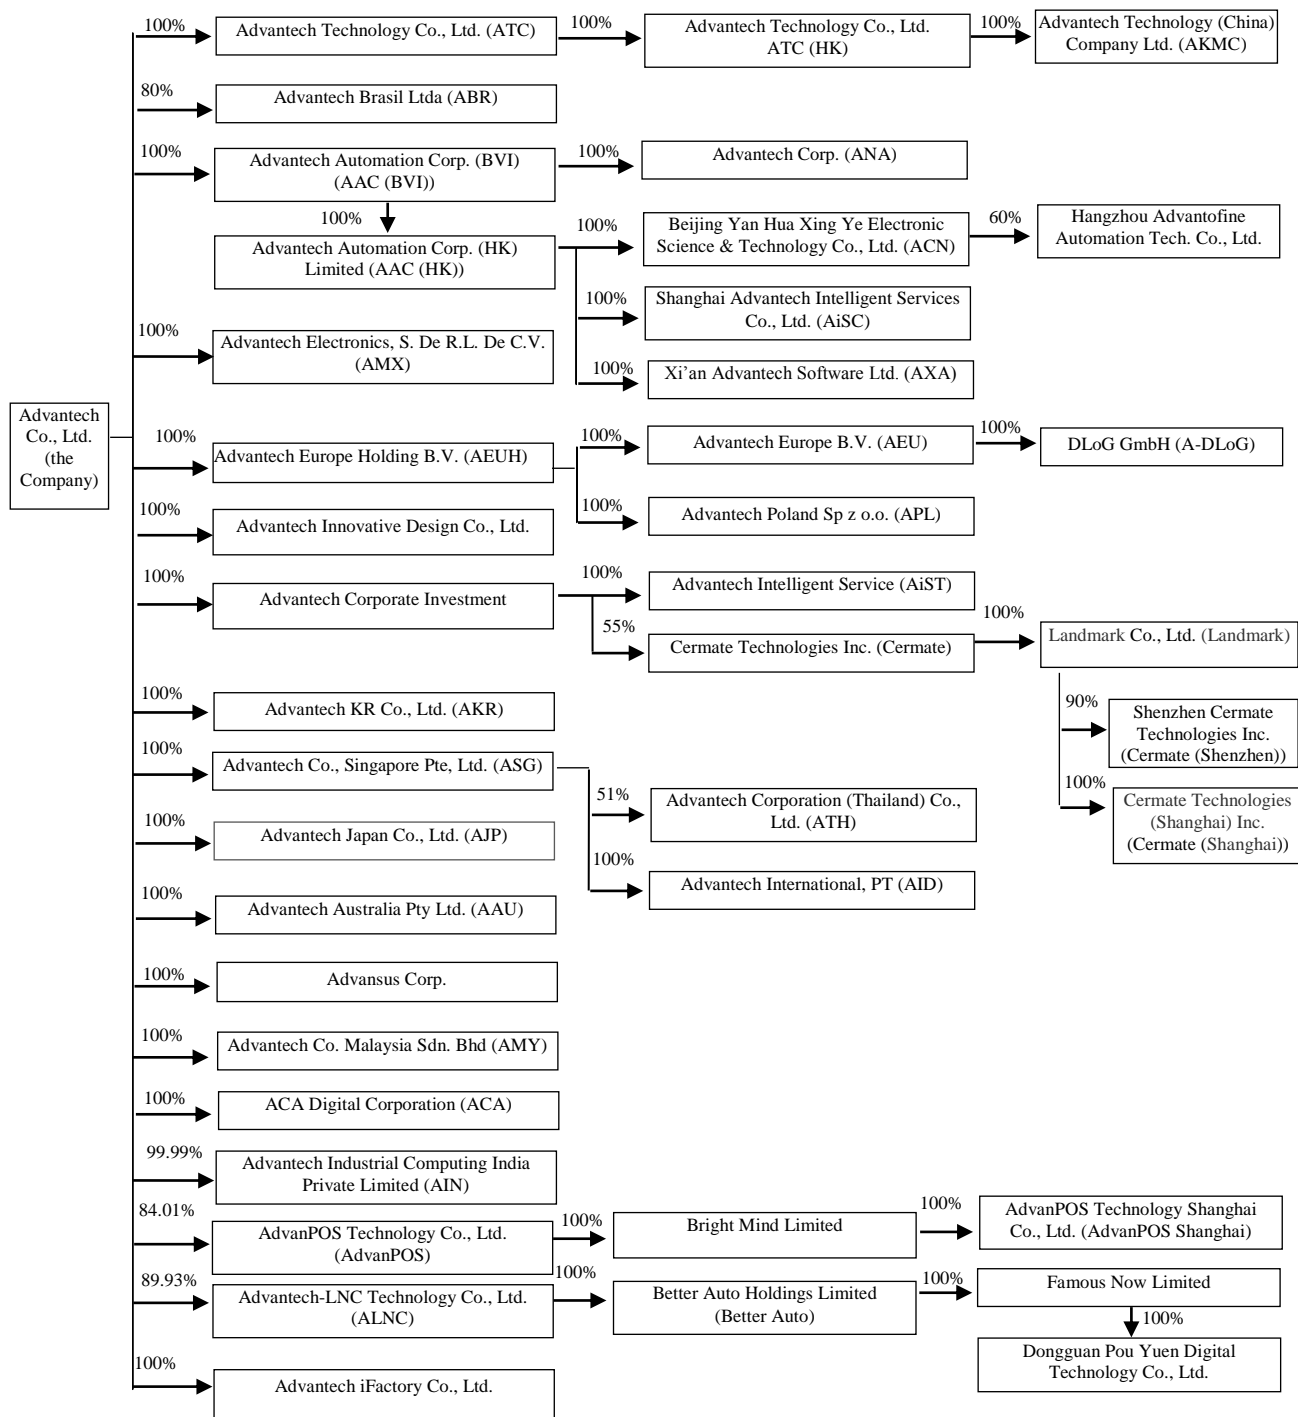 100%
Advantech Technology Co., Ltd. (ATC)
100%
Advantech Technology Co., Ltd.
ATC (HK)
100%
Advantech Technology (China)
Company Ltd. (AKMC)
80%
Advantech Brasil Ltda (ABR)
100%
Advantech Automation Corp. (BVI)
(AAC (BVI))
100%
Advantech Corp. (ANA)
100%
Advantech Automation Corp. (HK)
Limited (AAC (HK))
100%
Beijing Yan Hua Xing Ye Electronic
Science & Technology Co., Ltd. (ACN)
60%
Hangzhou Advantofine
Automation Tech. Co., Ltd.
100%
Shanghai Advantech Intelligent Services
Co., Ltd. (AiSC)
100%
Advantech Electronics, S. De R.L. De C.V.
(AMX)
100%
Xi’an Advantech Software Ltd. (AXA)
Advantech
Co., Ltd.
(the
Company)
100%
Advantech Europe Holding B.V. (AEUH)
100%
Advantech Europe B.V. (AEU)
100%
DLoG GmbH (A-DLoG)
100%
Advantech Poland Sp z o.o. (APL)
100%
Advantech Innovative Design Co., Ltd.
100%
Advantech Corporate Investment
100%
Advantech Intelligent Service (AiST)
55%
Cermate Technologies Inc. (Cermate)
100%
Landmark Co., Ltd. (Landmark)
90%
Shenzhen Cermate
Technologies Inc.
(Cermate (Shenzhen))
100%
Cermate Technologies
(Shanghai) Inc.
(Cermate (Shanghai))
100%
Advantech KR Co., Ltd. (AKR)
100%
Advantech Co., Singapore Pte, Ltd. (ASG)
51%
Advantech Corporation (Thailand) Co.,
Ltd. (ATH)
100%
Advantech International, PT (AID)
100%
Advantech Japan Co., Ltd. (AJP)
100%
Advantech Australia Pty Ltd. (AAU)
100%
Advansus Corp.
100%
Advantech Co. Malaysia Sdn. Bhd (AMY)
100%
ACA Digital Corporation (ACA)
99.99%
Advantech Industrial Computing India
Private Limited (AIN)
84.01%
AdvanPOS Technology Co., Ltd.
(AdvanPOS)
100%
Bright Mind Limited
100%
AdvanPOS Technology Shanghai
Co., Ltd. (AdvanPOS Shanghai)
89.93%
Advantech-LNC Technology Co., Ltd.
(ALNC)
100%
Better Auto Holdings Limited
(Better Auto)
100%
Famous Now Limited
100%
Dongguan Pou Yuen Digital
Technology Co., Ltd.
100%
Advantech iFactory Co., Ltd.